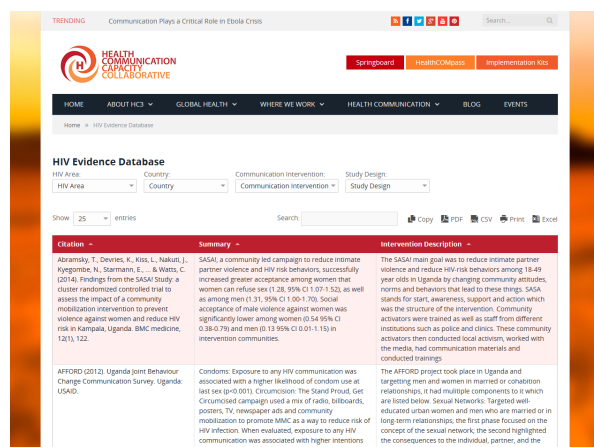 TRENDING Communication Plays a Critical Role in Ebola Crisis Search...
HEALTH
COMMUNICATION
CAPACITY
COLLABORATIVE
Springboard HealthCOMpass Implementation Kits
HOME ABOUT HC3 GLOBAL HEALTH WHERE WE WORK HEALTH COMMUNICATION BLOG EVENTS
Home » HIV Evidence Database
HIV Evidence Database
HIV Area: Country: Communication Intervention: Study Design:
HIV Area Country Communication Intervention Study Design
Show 25 entries Search: Copy PDF CSV Print Excel
Citation Summary Intervention Description
Abramsky, T., Devries, K., Kiss, L., Nakuti, J.,
Kyegombe, N., Starmann, E., ... & Watts, C.
(2014). Findings from the SASA! Study: a
cluster randomized controlled trial to
assess the impact of a community
mobilization intervention to prevent
violence against women and reduce HIV
risk in Kampala, Uganda. BMC medicine,
12(1), 122.
SASA!, a community led campaign to reduce intimate
partner violence and HIV risk behaviors, successfully
increased greater acceptance among women that
women can refuse sex (1.28, 95% CI 1.07-1.52), as well
as among men (1.31, 95% CI 1.00-1.70). Social
acceptance of male violence against women was
significantly lower among women (0.54 95% CI
0.38-0.79) and men (0.13 95% CI 0.01-1.15) in
intervention communities.
The SASA! main goal was to reduce intimate partner
violence and reduce HIV-risk behaviors among 18-49
year olds in Uganda by changing community attitudes,
norms and behaviors that lead to these things. SASA
stands for start, awareness, support and action which
was the structure of the intervention. Community
activators were trained as well as staff from different
institutions such as police and clinics. These community
activators then conducted local activism, worked with
the media, had communication materials and
conducted trainings
AFFORD (2012). Uganda Joint Behaviour
Change Communication Survey. Uganda:
USAID.
Condoms: Exposure to any HIV communication was
associated with a higher likelihood of condom use at
last sex (p<0.001). Circumcision: The Stand Proud, Get
Circumcised campaign used a mix of radio, billboards,
posters, TV, newspaper ads and community
mobilization to promote MMC as a way to reduce risk of
HIV infection. When evaluated, exposure to any HIV
communication was associated with higher intentions
The AFFORD project took place in Uganda and
targetting men and women in married or cohabition
relationships, it had multiple components to it which
are listed below. Sexual Networks: Targeted well-
educated urban women and men who are married or in
long-term relationships; the first phase focused on the
concept of the sexual network; the second highlighted
the consequences to the individual, partner, and the